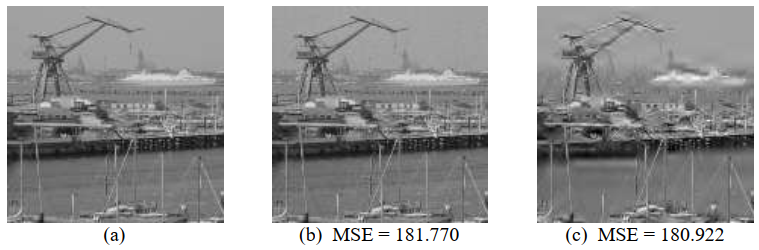 (a)
(b) MSE = 181.770
(c) MSE = 180.922